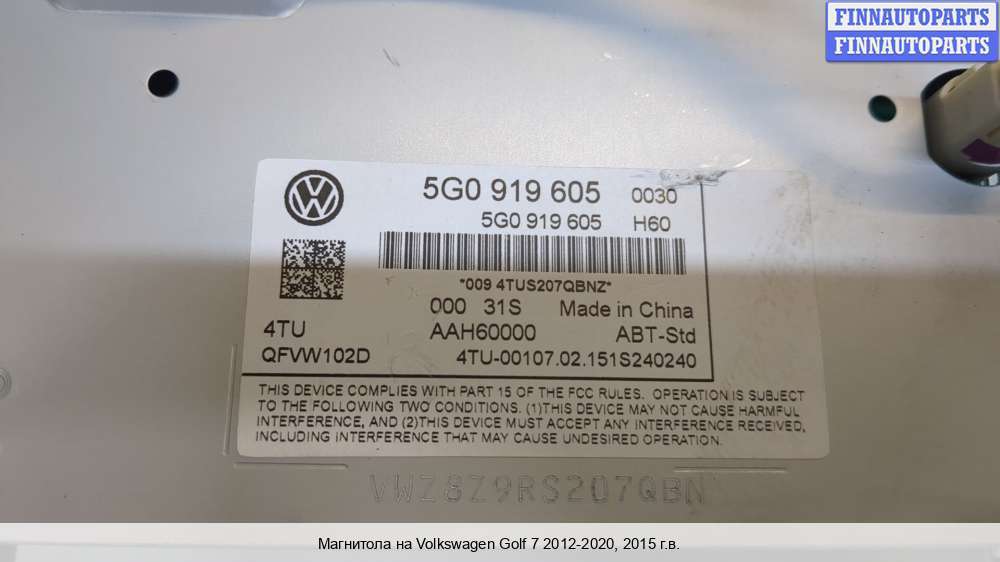 FINNAUTOPARTS
FINNAUTOPARTS
5G0 919 605 0030
5G0 919 605 H60
*009 4TUS207QBNZ*
000 31S Made in China
4TU AAH60000 ABT-Std
QFVW102D 4TU-00107.02.151S240240
THIS DEVICE COMPLIES WITH PART 15 OF THE FCC RULES. OPERATION IS SUBJECT
TO THE FOLLOWING TWO CONDITIONS. (1)THIS DEVICE MAY NOT CAUSE HARMFUL
INTERFERENCE, AND (2)THIS DEVICE MUST ACCEPT ANY INTERFERENCE RECEIVED,
INCLUDING INTERFERENCE THAT MAY CAUSE UNDESIRED OPERATION.
VWZ8Z9RS207QBN
Магнитола на Volkswagen Golf 7 2012-2020, 2015 г.в.